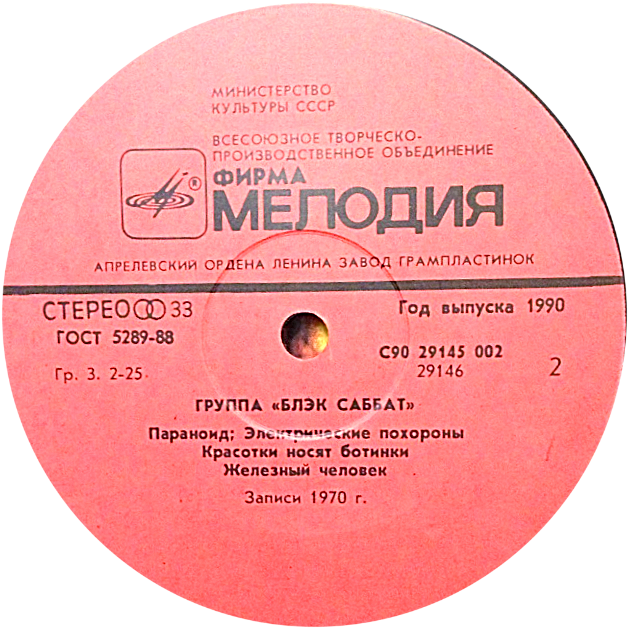 МИНИСТЕРСТВО
КУЛЬТУРЫ СССР
ВСЕСОЮЗНОЕ ТВОРЧЕСКО-
ПРОИЗВОДСТВЕННОЕ ОБЪЕДИНЕНИЕ
®
ФИРМА
МЕЛОДИЯ
АПРЕЛЕВСКИЙ ОРДЕНА ЛЕНИНА ЗАВОД ГРАМПЛАСТИНОК
СТЕРЕО 33
Год выпуска 1990
ГОСТ 5289-88
С90 29145 002
Гр. 3. 2-25
29146
2
ГРУППА «БЛЭК САББАТ»
Параноид; Электрические похороны
Красотки носят ботинки
Железный человек
Записи 1970 г.